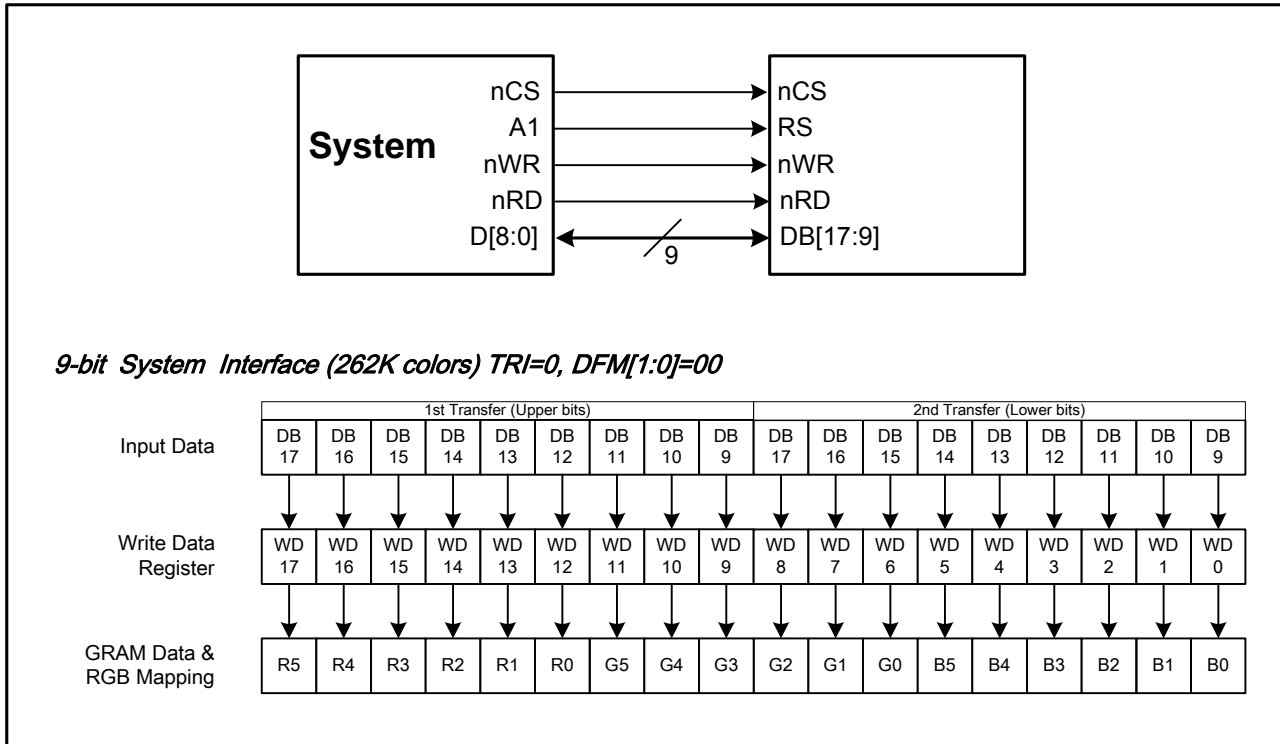 System
nCS nCS
A1 RS
nWR nWR
nRD nRD
D[8:0] DB[17:9]
9
9-bit System Interface (262K colors) TRI=0, DFM[1:0]=00
1st Transfer (Upper bits) 2nd Transfer (Lower bits)
Input Data
DB DB DB DB DB DB DB DB DB DB DB DB DB DB DB DB DB DB
17 16 15 14 13 12 11 10 9 17 16 15 14 13 12 11 10 9
Write Data
Register
WD WD WD WD WD WD WD WD WD WD WD WD WD WD WD WD WD WD
17 16 15 14 13 12 11 10 9 8 7 6 5 4 3 2 1 0
GRAM Data &
RGB Mapping
R5 R4 R3 R2 R1 R0 G5 G4 G3 G2 G1 G0 B5 B4 B3 B2 B1 B0